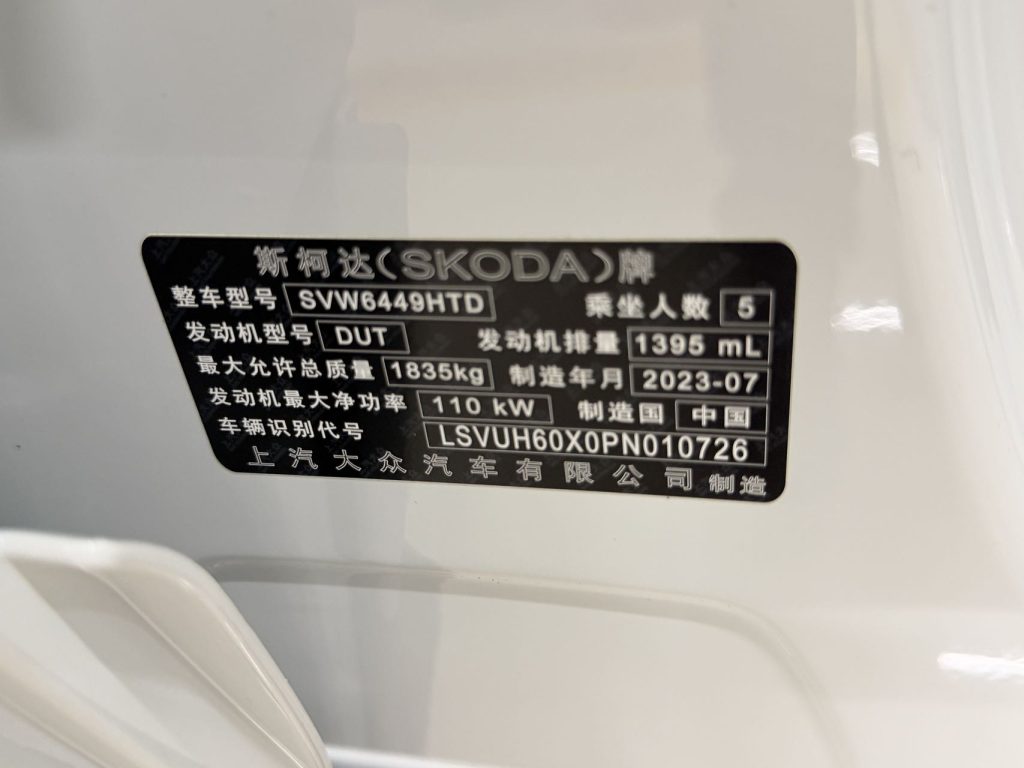 斯柯达(SKODA)牌
整车型号 SVW6449HTD 乘坐人数 5
发动机型号 DUT 发动机排量 1395 mL
最大允许总质量 1835kg 制造年月 2023-07
发动机最大净功率 110 kW 制造国 中国
车辆识别代号 LSVUH60X0PN010726
上汽大众汽车有限公司 制造